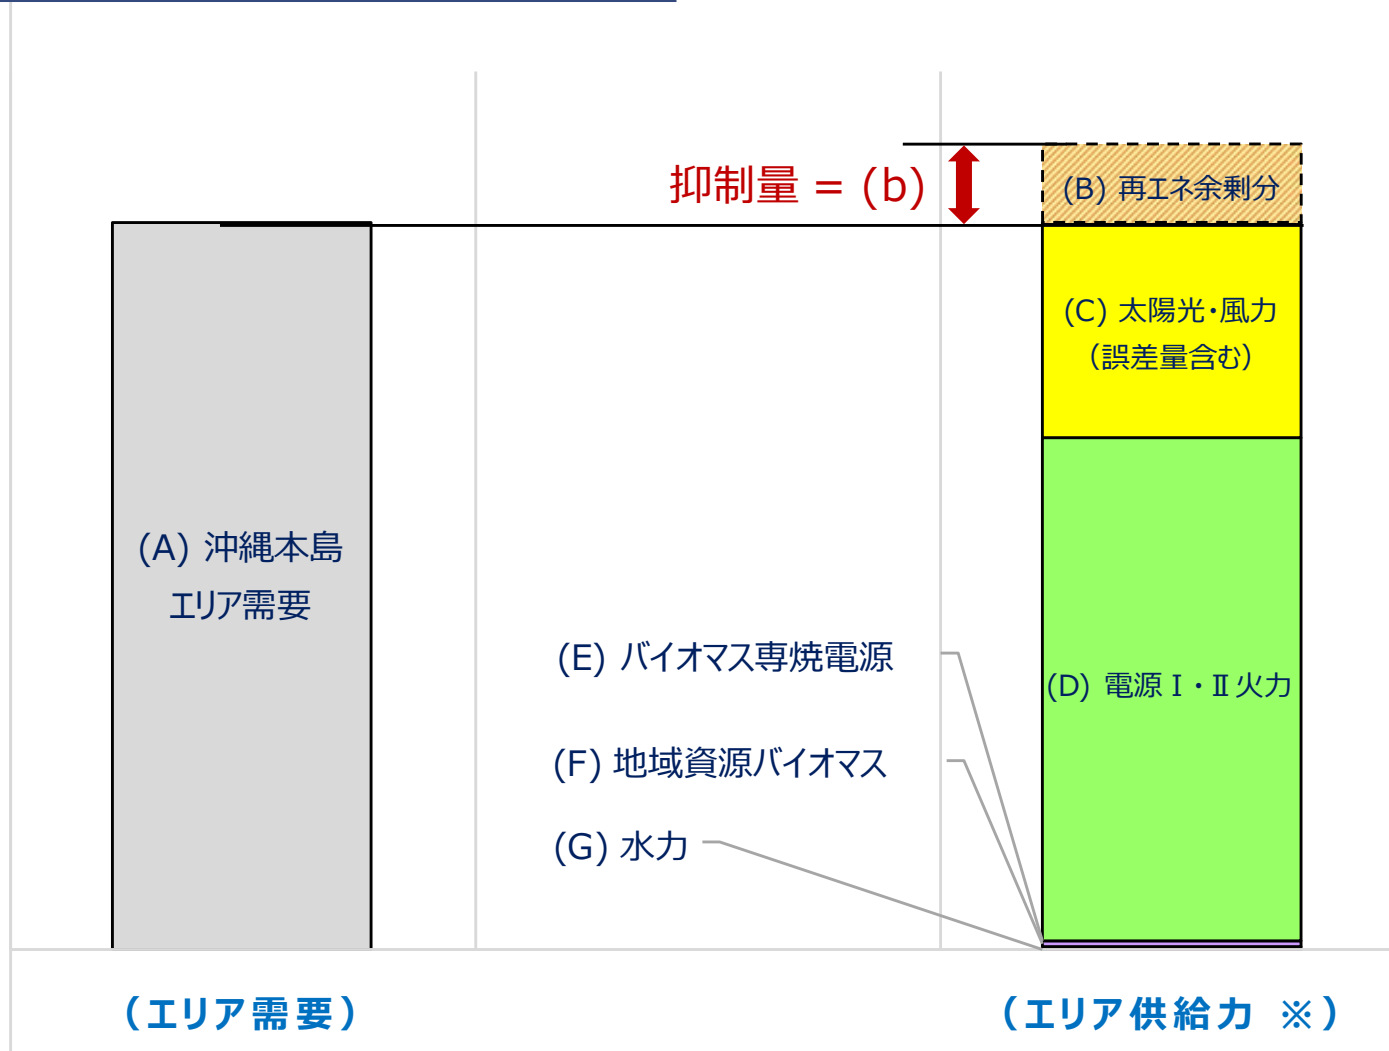 抑制量 = (b)
(B) 再エネ余剰分
(C) 太陽光・風力
（誤差量含む）
(A) 沖縄本島
エリア需要
(E) バイオマス専焼電源
(D) 電源Ⅰ・Ⅱ火力
(F) 地域資源バイオマス
(G) 水力
（エリア需要）
（エリア供給力 ※）